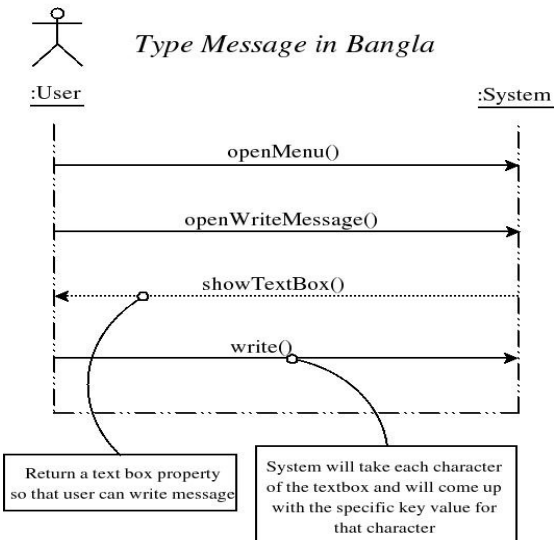 Type Message in Bangla
:User
:System
openMenu()
openWriteMessage()
showTextBox()
write()
Return a text box property
so that user can write message
System will take each character
of the textbox and will come up
with the specific key value for
that character